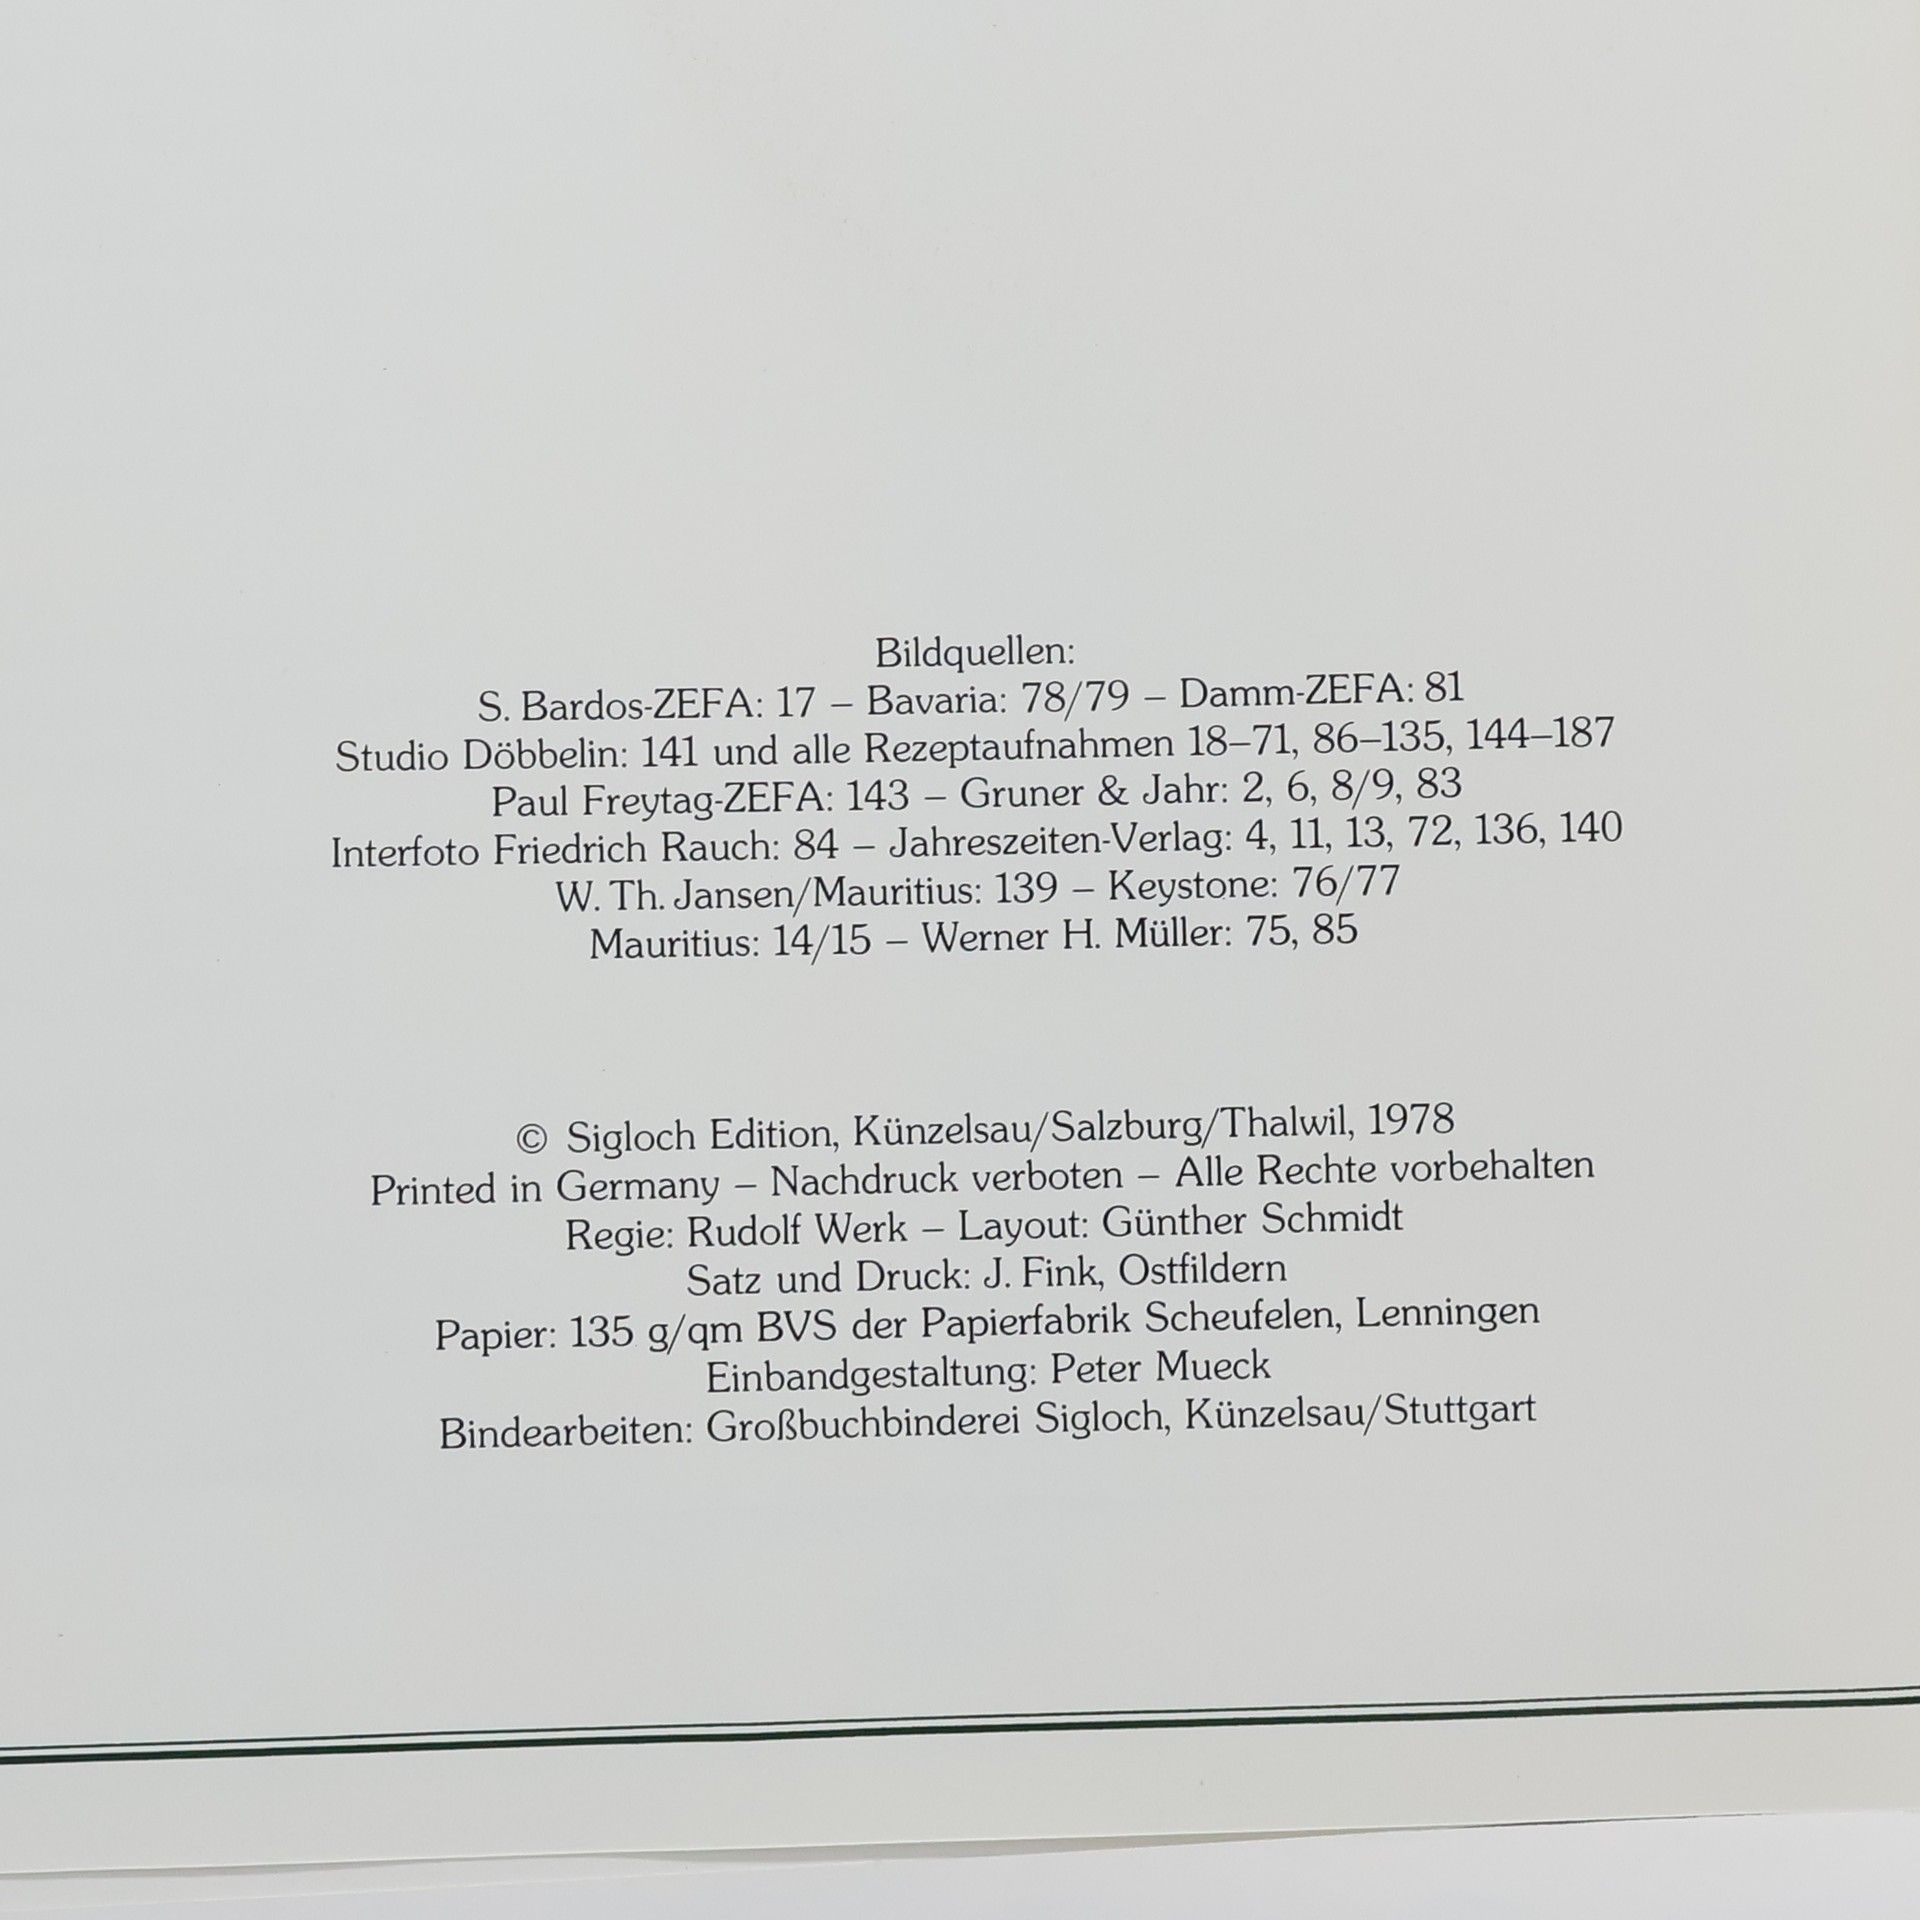 Bildquellen:
S. Bardos-ZEFA: 17 – Bavaria: 78/79 – Damm-ZEFA: 81
Studio Döbbelin: 141 und alle Rezeptaufnahmen 18–71, 86–135, 144–187
Paul Freytag-ZEFA: 143 – Gruner & Jahr: 2, 6, 8/9, 83
Interfoto Friedrich Rauch: 84 – Jahreszeiten-Verlag: 4, 11, 13, 72, 136, 140
W. Th. Jansen/Mauritius: 139 – Keystone: 76/77
Mauritius: 14/15 – Werner H. Müller: 75, 85
© Sigloch Edition, Künzelsau/Salzburg/Thalwil, 1978
Printed in Germany – Nachdruck verboten – Alle Rechte vorbehalten
Regie: Rudolf Werk – Layout: Günther Schmidt
Satz und Druck: J. Fink, Ostfildern
Papier: 135 g/qm BVS der Papierfabrik Scheufelen, Lenningen
Einbandgestaltung: Peter Mueck
Bindearbeiten: Großbuchbinderei Sigloch, Künzelsau/Stuttgart